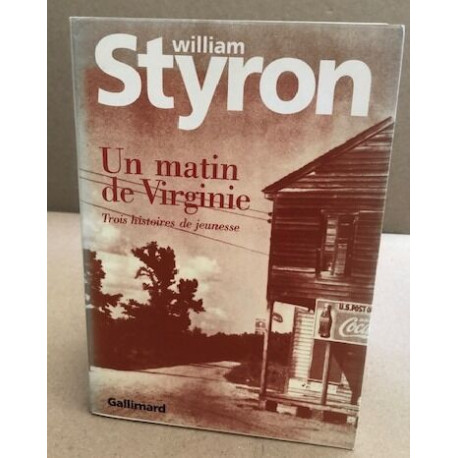 william
Styron
Un matin
de Virginie
Trois histoires de jeunesse
U.S. POST O
Coca
Gallimard